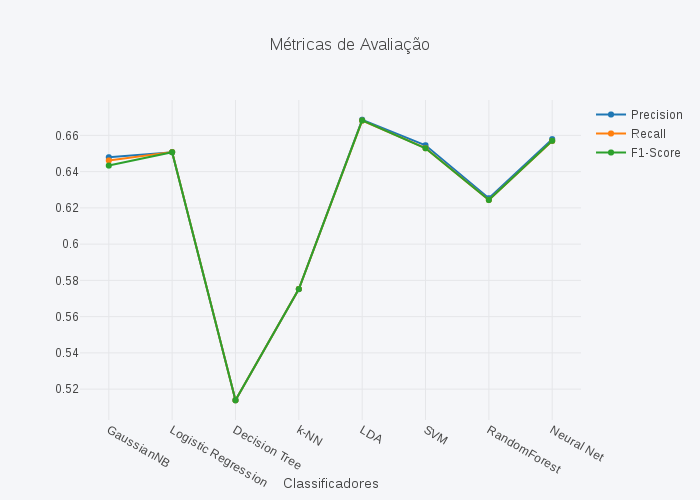 Métricas de Avaliação
Precision
Recall
F1-Score
0.66
0.64
0.62
0.6
0.58
0.56
0.54
0.52
GaussianNB
Logistic Regression
Decision Tree
k-NN
LDA
SVM
RandomForest
Neural Net
Classificadores